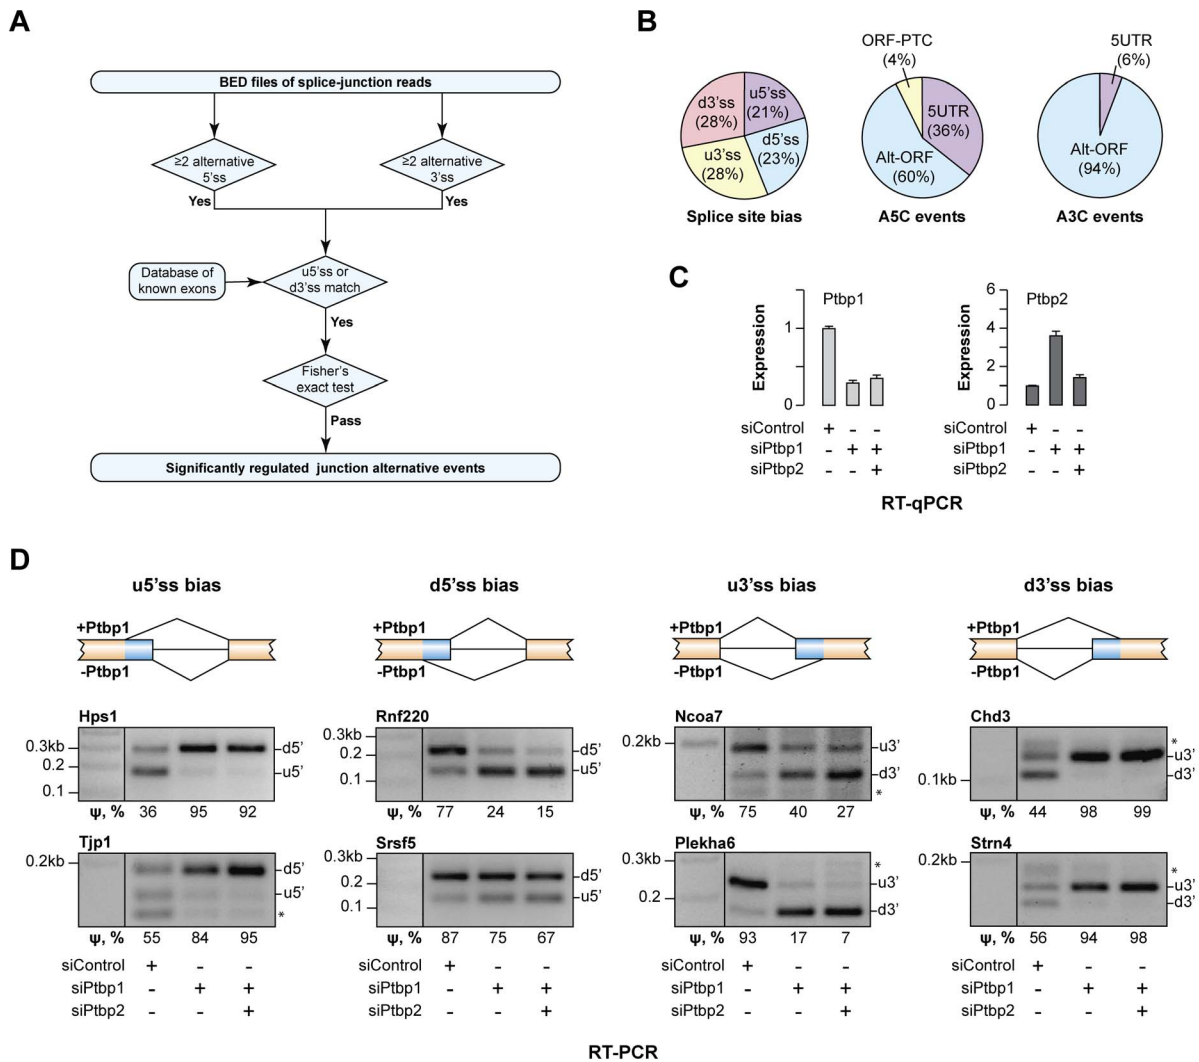 A
BED files of splice-junction reads
≥2 alternative
5'ss
≥2 alternative
3'ss
Yes
Yes
Database of
known exons
u5'ss or
d3'ss match
Yes
Fisher's
exact test
Pass
Significantly regulated junction alternative events
B
d3'ss
(28%)
u5'ss
(21%)
u3'ss
(28%)
d5'ss
(23%)
Splice site bias
ORF-PTC
(4%)
5UTR
(36%)
Alt-ORF
(60%)
A5C events
5UTR
(6%)
Alt-ORF
(94%)
A3C events
C
Expression
1
0
Ptbp1
siControl + - -
siPtbp1 - + +
siPtbp2 - - +
Expression
6
4
2
0
Ptbp2
siControl + - -
siPtbp1 - + +
siPtbp2 - - +
RT-qPCR
D
u5'ss bias
+Ptbp1
-Ptbp1
Hps1
0.3kb
0.2
0.1
d5'
u5'
ψ, % 36 95 92
Tjp1
0.2kb
d5'
u5'
*
ψ, % 55 84 95
siControl + - -
siPtbp1 - + +
siPtbp2 - - +
d5'ss bias
+Ptbp1
-Ptbp1
Rnf220
0.3kb
0.2
0.1
d5'
u5'
ψ, % 77 24 15
Srsf5
0.3kb
0.2
0.1
d5'
u5'
ψ, % 87 75 67
siControl + - -
siPtbp1 - + +
siPtbp2 - - +
u3'ss bias
+Ptbp1
-Ptbp1
Ncoa7
0.2kb
u3'
d3'
*
ψ, % 75 40 27
Plekha6
0.3kb
0.2
*
u3'
d3'
ψ, % 93 17 7
siControl + - -
siPtbp1 - + +
siPtbp2 - - +
d3'ss bias
+Ptbp1
-Ptbp1
Chd3
0.1kb
*
u3'
d3'
ψ, % 44 98 99
Strn4
0.2kb
*
u3'
d3'
ψ, % 56 94 98
siControl + - -
siPtbp1 - + +
siPtbp2 - - +
RT-PCR